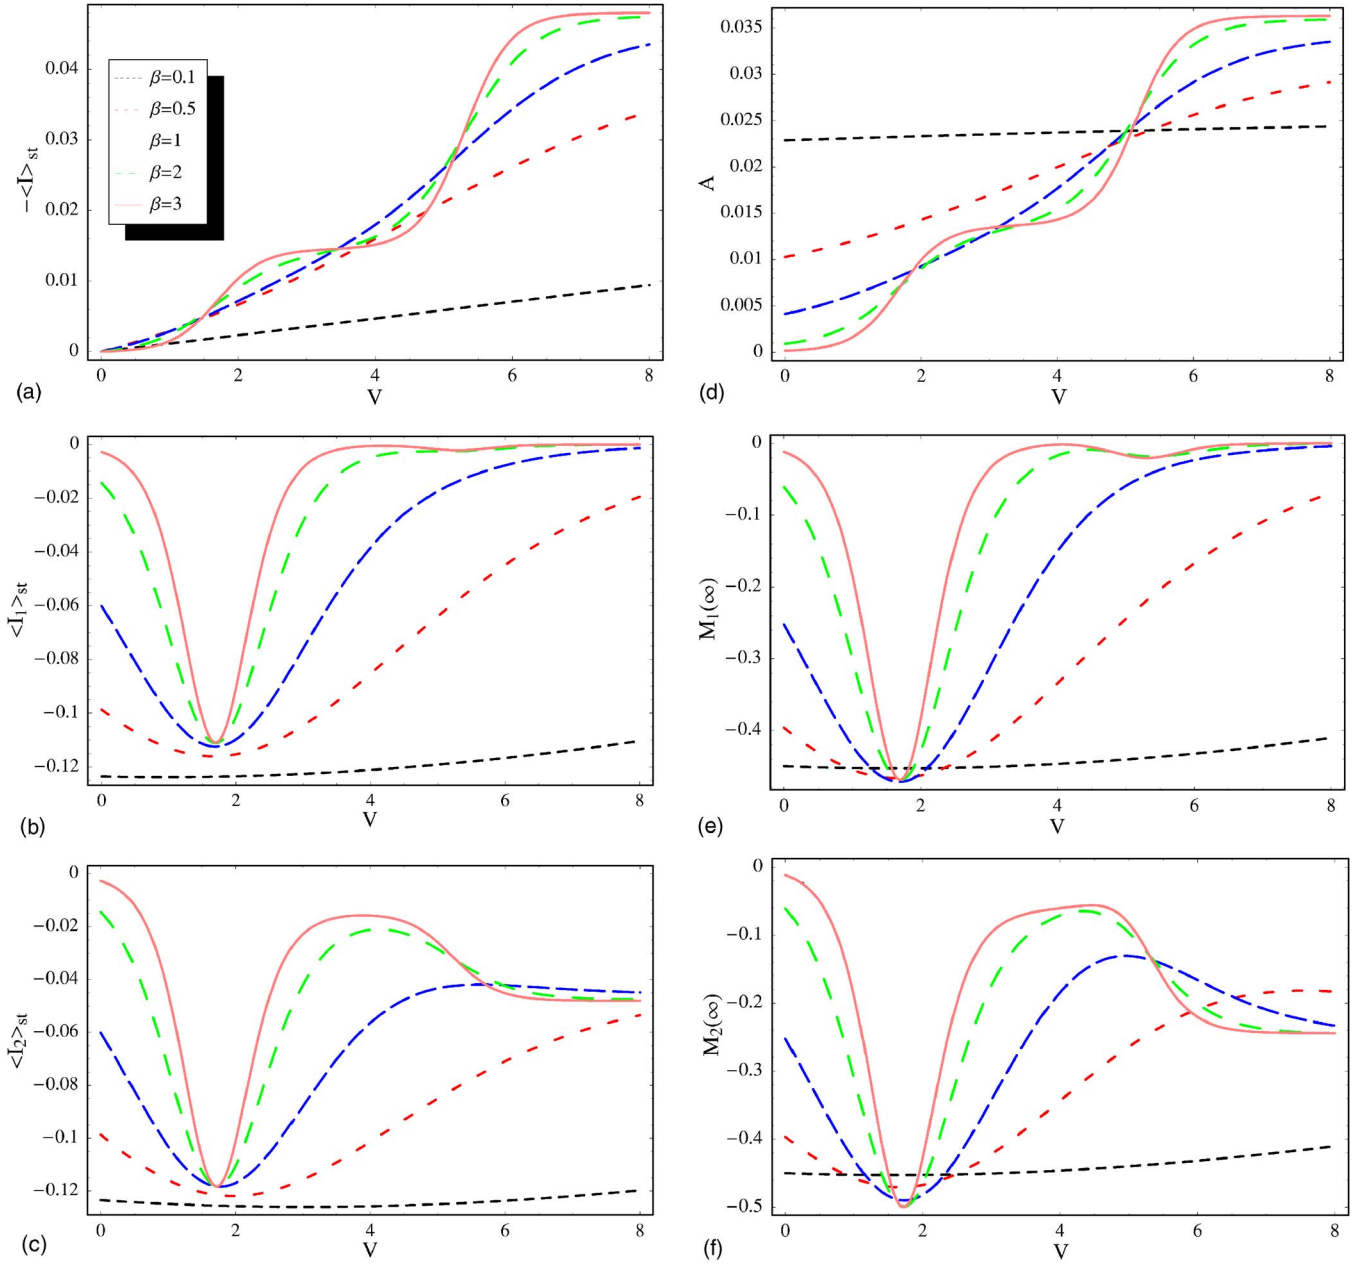 −<I>st
0.04
0.03
0.02
0.01
0
β=0.1
β=0.5
β=1
β=2
β=3
0 2 4 6 8
V
(a)
A
0.035
0.03
0.025
0.02
0.015
0.01
0.005
0
0 2 4 6 8
V
(d)
<I1>st
0
−0.02
−0.04
−0.06
−0.08
−0.1
−0.12
0 2 4 6 8
V
(b)
M1(∞)
0
−0.1
−0.2
−0.3
−0.4
0 2 4 6 8
V
(e)
<I2>st
0
−0.02
−0.04
−0.06
−0.08
−0.1
−0.12
0 2 4 6 8
V
(c)
M2(∞)
0
−0.1
−0.2
−0.3
−0.4
−0.5
0 2 4 6 8
V
(f)